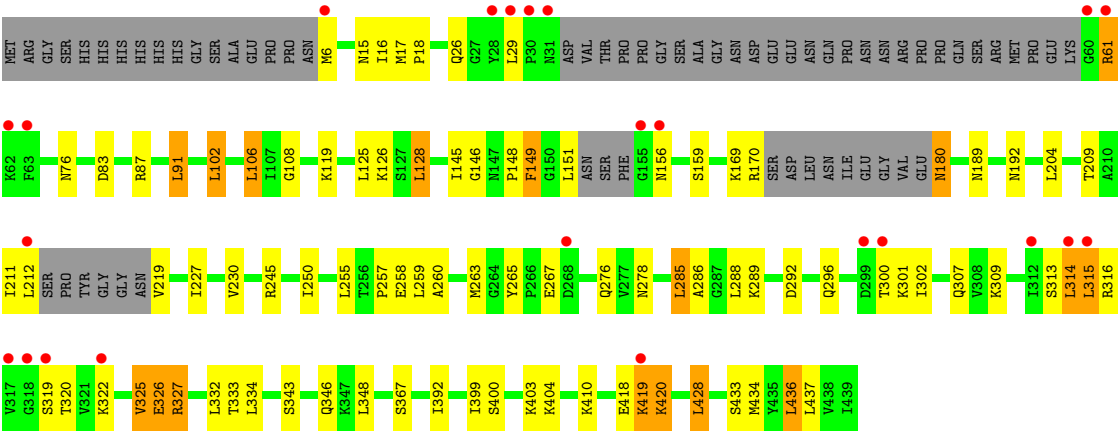 MET ARG GLY SER HIS HIS HIS HIS HIS HIS GLY SER ALA GLU PRO PRO ASN M6 N15 I16 M17 P18 Q26 G27 Y28 L29 P30 N31 ASP VAL THR PRO PRO GLY SER ALA GLY ASN ASP GLU GLU ASN GLN PRO ASN ASN ARG PRO PRO GLN SER ARG MET PRO GLU LYS G60 R61
K62 F63 N76 D83 R87 L91 L102 L106 I107 G108 K119 L125 K126 S127 L128 I145 G146 N147 P148 F149 G150 L151 ASN SER PHE G155 N156 S159 K169 R170 SER ASP LEU ASN ILE GLU GLY VAL GLU N180 N189 N192 L204 T209 A210
I211 L212 SER PRO TYR GLY GLY ASN V219 I227 V230 R245 I250 L255 T256 P257 E258 L259 A260 M263 G264 Y265 P266 E267 D268 Q276 V277 N278 L285 A286 G287 L288 K289 D292 Q296 D299 T300 K301 I302 Q307 V308 K309 I312 S313 L314 L315 R316
V317 G318 S319 T320 V321 K322 V325 E326 R327 L332 T333 L334 S343 Q346 K347 L348 S367 I392 I399 S400 K403 K404 K410 E418 K419 K420 L428 S433 M434 Y435 L436 L437 V438 I439